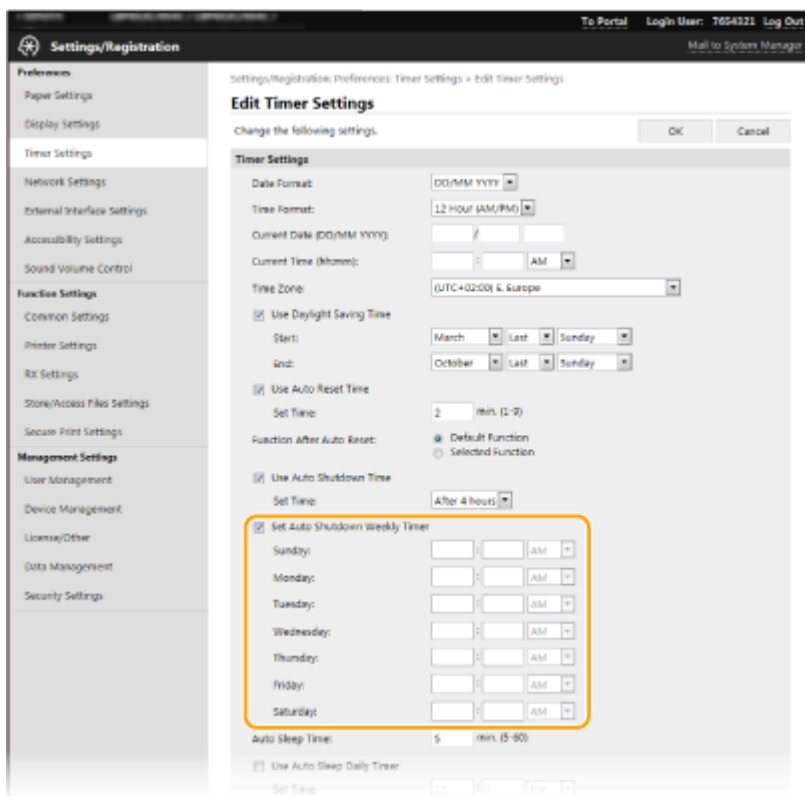 To Portal Login User: 7654321 Log Out
Settings/Registration
Mail to System Manager
Preferences
Paper Settings
Display Settings
Timer Settings
Network Settings
External Interface Settings
Accessibility Settings
Sound Volume Control
Function Settings
Common Settings
Printer Settings
RX Settings
Store/Access Files Settings
Secure Print Settings
Management Settings
User Management
Device Management
License/Other
Data Management
Security Settings
Settings/Registration: Preferences: Timer Settings > Edit Timer Settings
Edit Timer Settings
Change the following settings.
OK Cancel
Timer Settings
Date Format: DD/MM YYYY
Time Format: 12 Hour (AM/PM)
Current Date (DD/MM YYYY): /
Current Time (hh:mm): : AM
Time Zone: (UTC+02:00) E. Europe
Use Daylight Saving Time
Start: March Last Sunday
End: October Last Sunday
Use Auto Reset Time
Set Time: 2 min. (1-9)
Function After Auto Reset: Default Function
Selected Function
Use Auto Shutdown Time
Set Time: After 4 hours
Set Auto Shutdown Weekly Timer
Sunday: : AM
Monday: : AM
Tuesday: : AM
Wednesday: : AM
Thursday: : AM
Friday: : AM
Saturday: : AM
Auto Sleep Time: 5 min. (5-60)
Use Auto Sleep Daily Timer
Set Time: 12